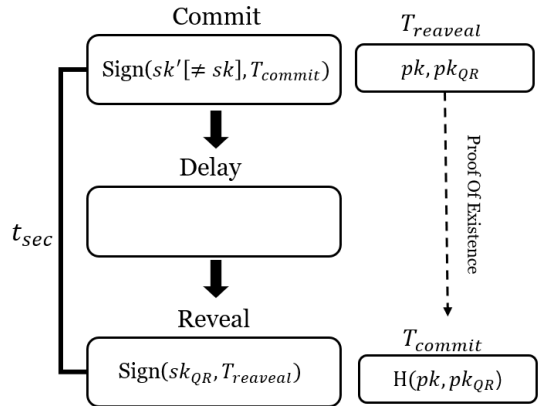 Commit
Sign(sk′[≠ sk], T_commit)
Delay
t_sec
Reveal
Sign(sk_QR, T_reaveal)
T_reaveal
pk, pk_QR
Proof Of Existence
T_commit
H(pk, pk_QR)